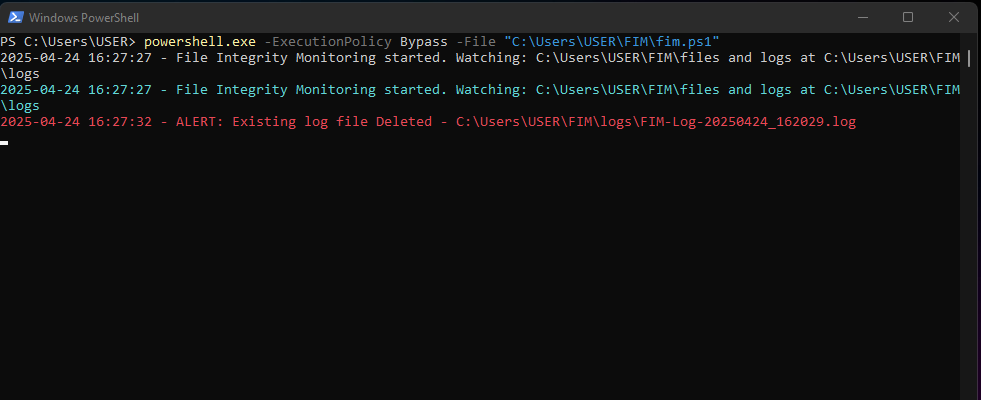 Windows PowerShell
PS C:\Users\USER> powershell.exe -ExecutionPolicy Bypass -File "C:\Users\USER\FIM\fim.ps1"
2025-04-24 16:27:27 - File Integrity Monitoring started. Watching: C:\Users\USER\FIM\files and logs at C:\Users\USER\FIM
\logs
2025-04-24 16:27:27 - File Integrity Monitoring started. Watching: C:\Users\USER\FIM\files and logs at C:\Users\USER\FIM
\logs
2025-04-24 16:27:32 - ALERT: Existing log file Deleted - C:\Users\USER\FIM\logs\FIM-Log-20250424_162029.log